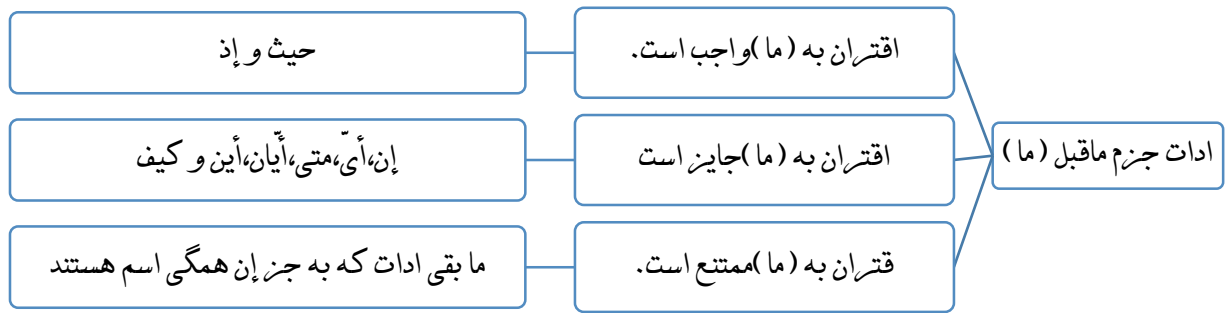 ادات جزم ماقبل (ما)
اقتران به (ما)واجب است.
حیث و إذ
اقتران به (ما)جایز است
إن،أیّ،متی،أیّان،أین و کیف
قتران به (ما)ممتنع است.
ما بقی ادات که به جز إن همگی اسم هستند